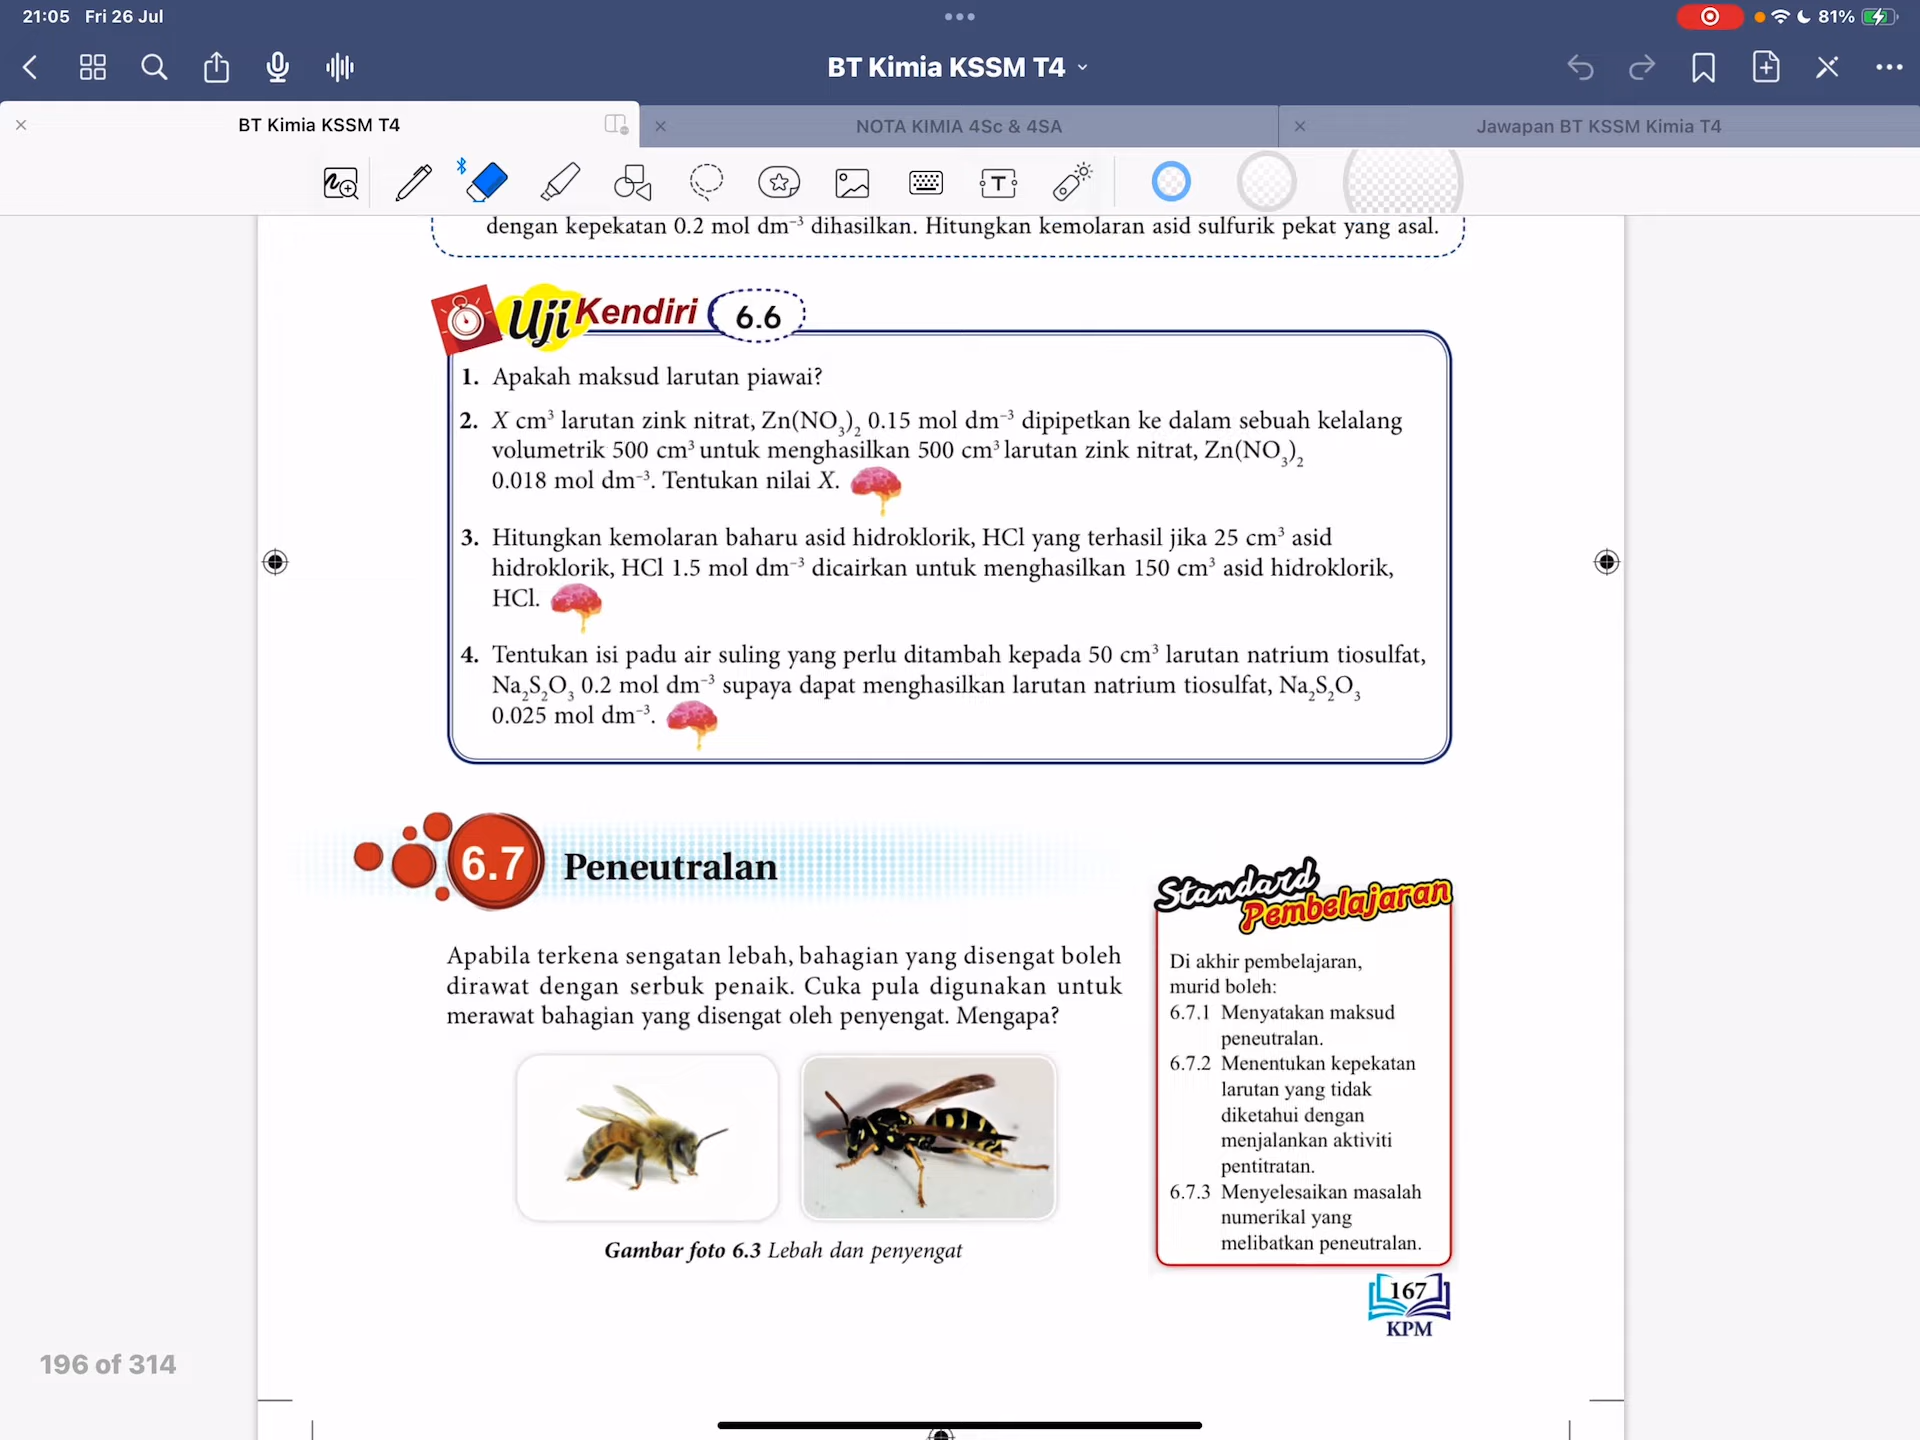 21:05 Fri 26 Jul
81%
BT Kimia KSSM T4
BT Kimia KSSM T4
NOTA KIMIA 4Sc & 4SA
Jawapan BT KSSM Kimia T4
dengan kepekatan 0.2 mol dm⁻³ dihasilkan. Hitungkan kemolaran asid sulfurik pekat yang asal.
Uji Kendiri 6.6
1. Apakah maksud larutan piawai?
2. X cm³ larutan zink nitrat, Zn(NO₃)₂ 0.15 mol dm⁻³ dipipetkan ke dalam sebuah kelalang
volumetrik 500 cm³ untuk menghasilkan 500 cm³ larutan zink nitrat, Zn(NO₃)₂
0.018 mol dm⁻³. Tentukan nilai X.
3. Hitungkan kemolaran baharu asid hidroklorik, HCl yang terhasil jika 25 cm³ asid
hidroklorik, HCl 1.5 mol dm⁻³ dicairkan untuk menghasilkan 150 cm³ asid hidroklorik,
HCl.
4. Tentukan isi padu air suling yang perlu ditambah kepada 50 cm³ larutan natrium tiosulfat,
Na₂S₂O₃ 0.2 mol dm⁻³ supaya dapat menghasilkan larutan natrium tiosulfat, Na₂S₂O₃
0.025 mol dm⁻³.
6.7 Peneutralan
Apabila terkena sengatan lebah, bahagian yang disengat boleh
dirawat dengan serbuk penaik. Cuka pula digunakan untuk
merawat bahagian yang disengat oleh penyengat. Mengapa?
Gambar foto 6.3 Lebah dan penyengat
Standard
Pembelajaran
Di akhir pembelajaran,
murid boleh:
6.7.1 Menyatakan maksud
peneutralan.
6.7.2 Menentukan kepekatan
larutan yang tidak
diketahui dengan
menjalankan aktiviti
pentitratan.
6.7.3 Menyelesaikan masalah
numerikal yang
melibatkan peneutralan.
167
KPM
196 of 314